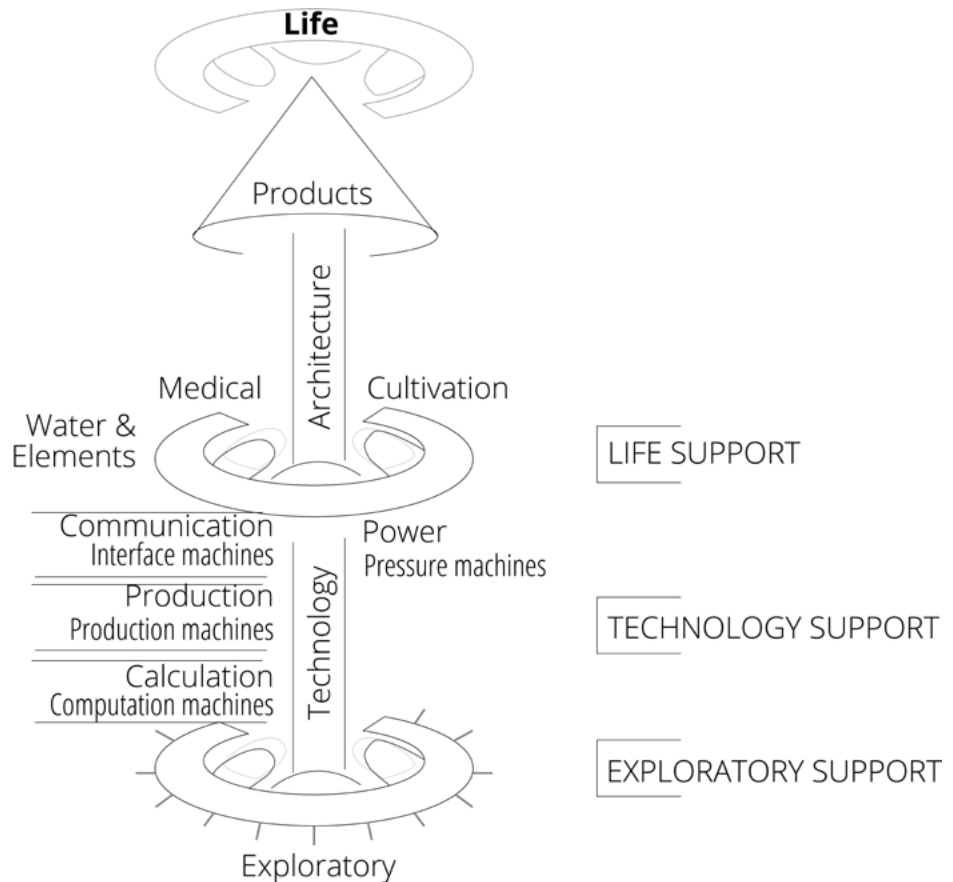 Life
Products
Architecture
Medical
Cultivation
Water &
Elements
LIFE SUPPORT
Communication
Interface machines
Power
Pressure machines
Production
Production machines
Technology
TECHNOLOGY SUPPORT
Calculation
Computation machines
EXPLORATORY SUPPORT
Exploratory